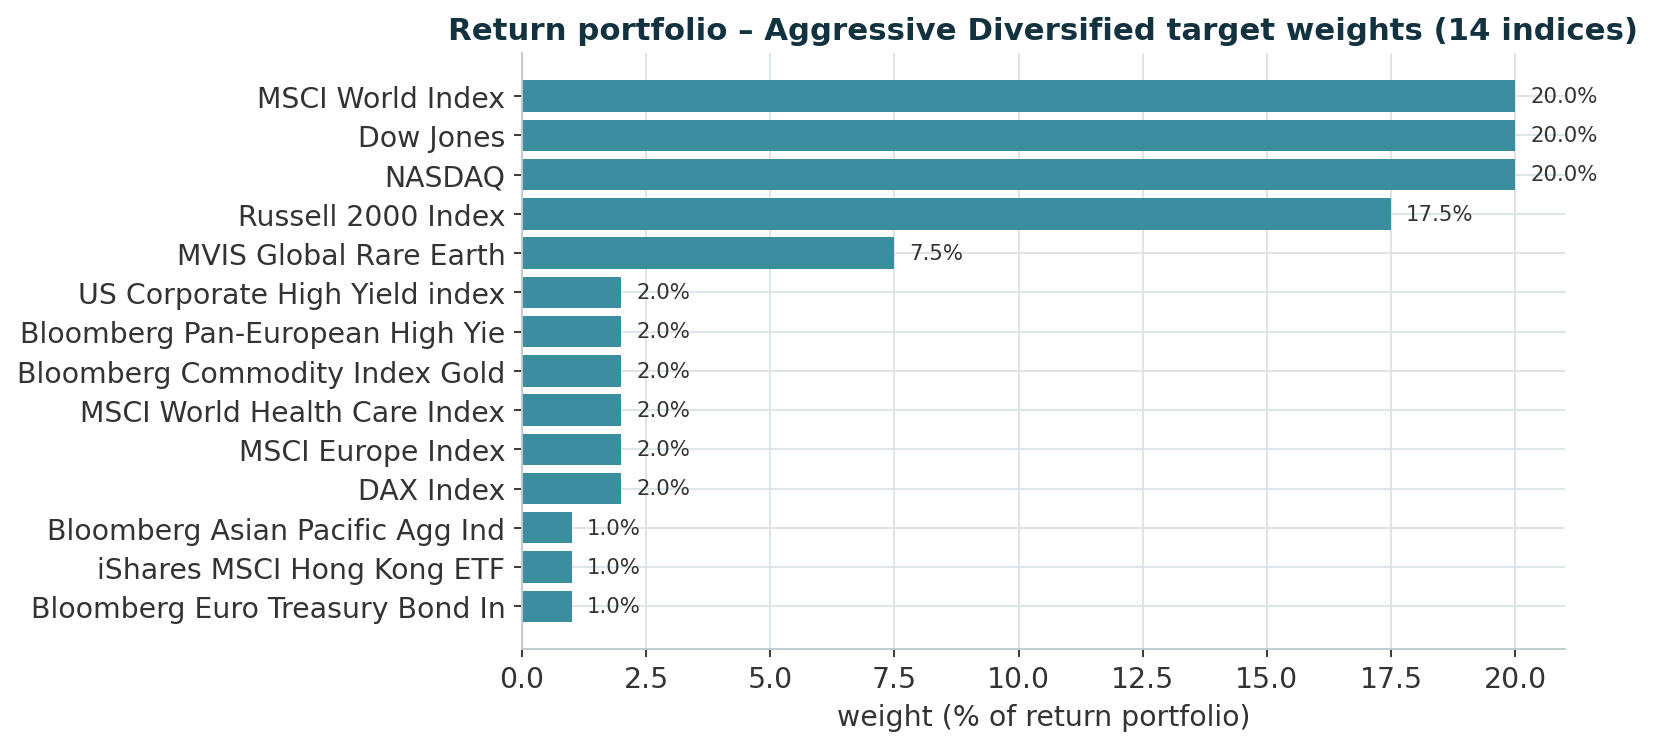 Return portfolio – Aggressive Diversified target weights (14 indices)
MSCI World Index 20.0%
Dow Jones 20.0%
NASDAQ 20.0%
Russell 2000 Index 17.5%
MVIS Global Rare Earth 7.5%
US Corporate High Yield index 2.0%
Bloomberg Pan-European High Yie 2.0%
Bloomberg Commodity Index Gold 2.0%
MSCI World Health Care Index 2.0%
MSCI Europe Index 2.0%
DAX Index 2.0%
Bloomberg Asian Pacific Agg Ind 1.0%
iShares MSCI Hong Kong ETF 1.0%
Bloomberg Euro Treasury Bond In 1.0%
0.0 2.5 5.0 7.5 10.0 12.5 15.0 17.5 20.0
weight (% of return portfolio)